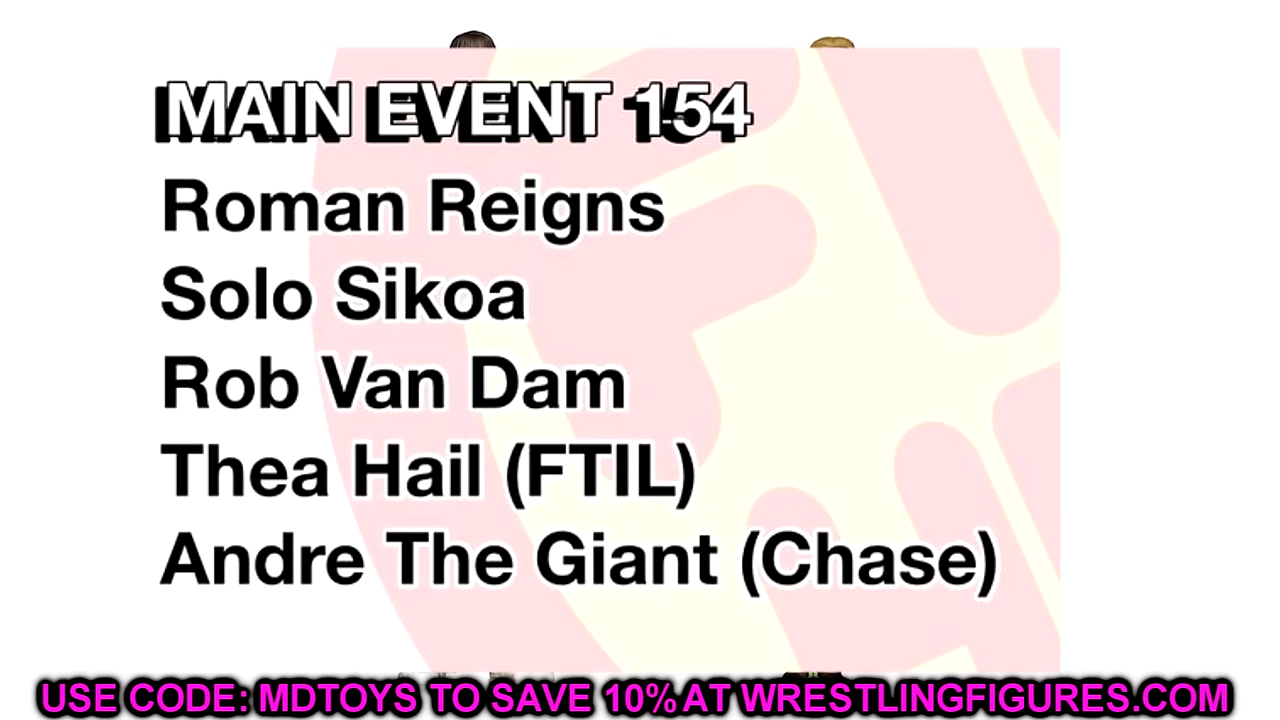 MAIN EVENT 154
Roman Reigns
Solo Sikoa
Rob Van Dam
Thea Hail (FTIL)
Andre The Giant (Chase)
USE CODE: MDTOYS TO SAVE 10% AT WRESTLINGFIGURES.COM